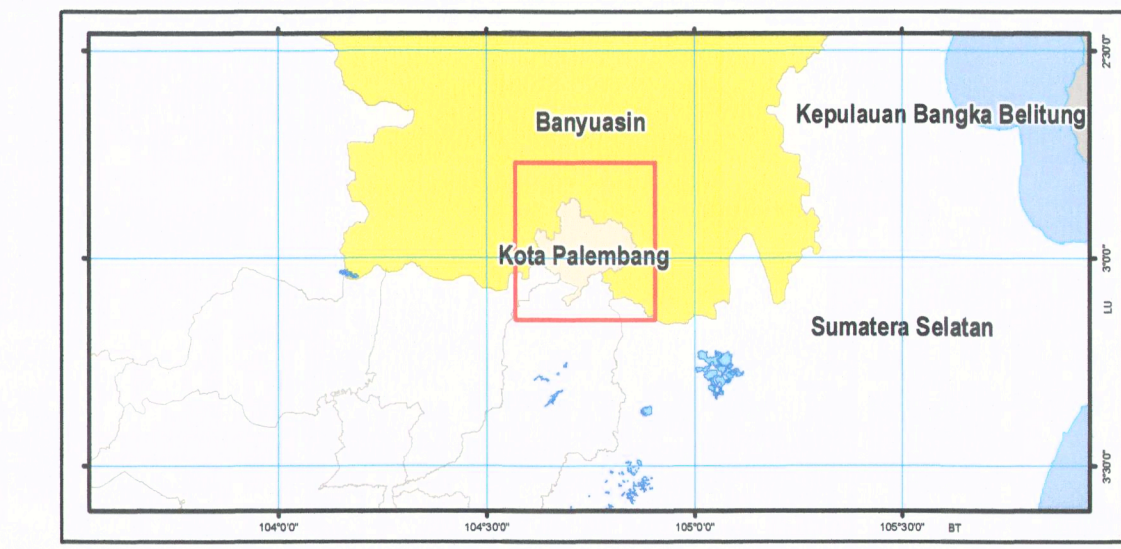 2°30'0"
Kepulauan Bangka Belitung
Banyuasin
Kota Palembang
3°0'0"
LU
Sumatera Selatan
3°30'0"
104°0'0"
104°30'0"
105°0'0"
105°30'0"
BT